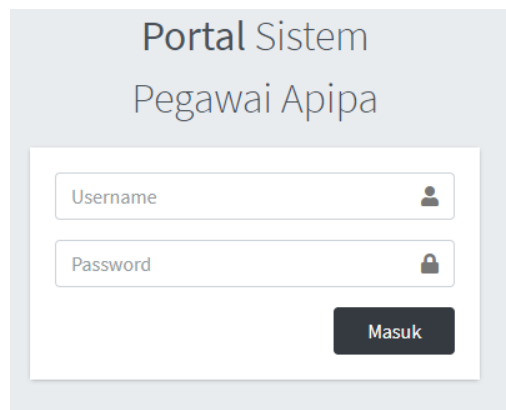 Portal Sistem
Pegawai Apipa
Username
Password
Masuk